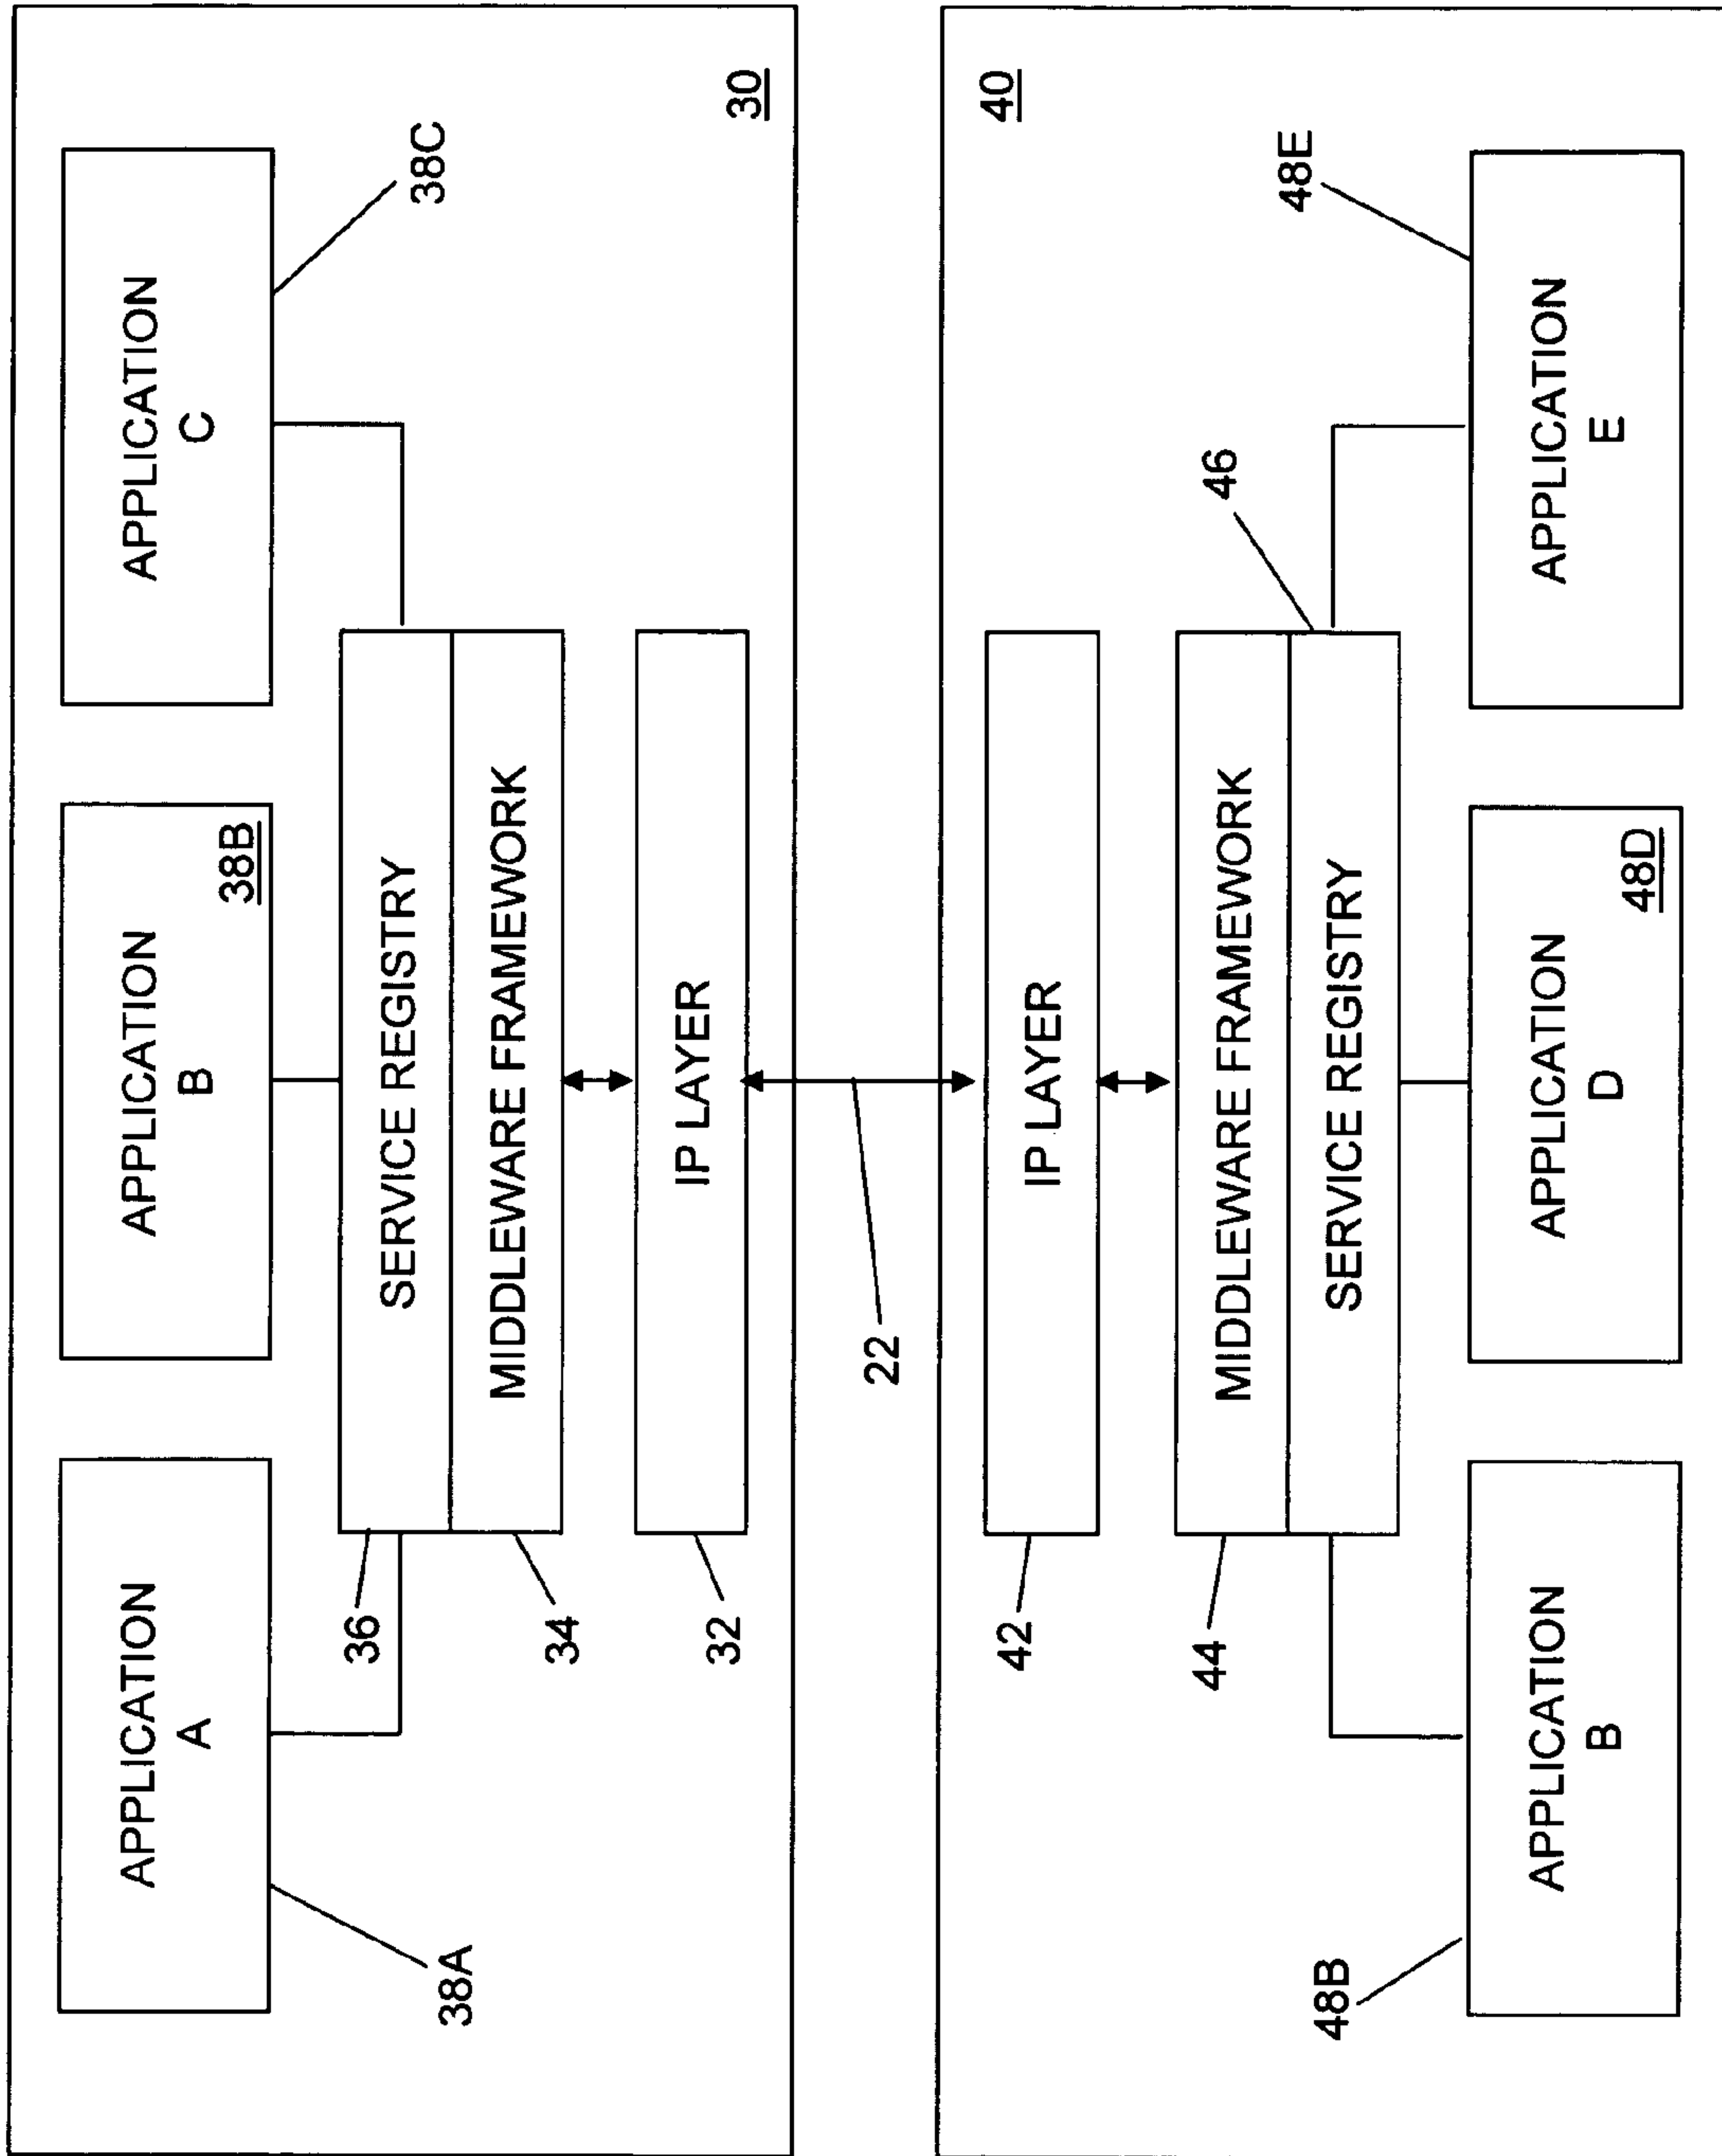 APPLICATION
A
APPLICATION
B
38B
APPLICATION
C
38A
38C
36
SERVICE REGISTRY
34
MIDDLEWARE FRAMEWORK
32
IP LAYER
30
22
40
42
IP LAYER
44
MIDDLEWARE FRAMEWORK
46
SERVICE REGISTRY
48B
48E
APPLICATION
B
APPLICATION
D
48D
APPLICATION
E